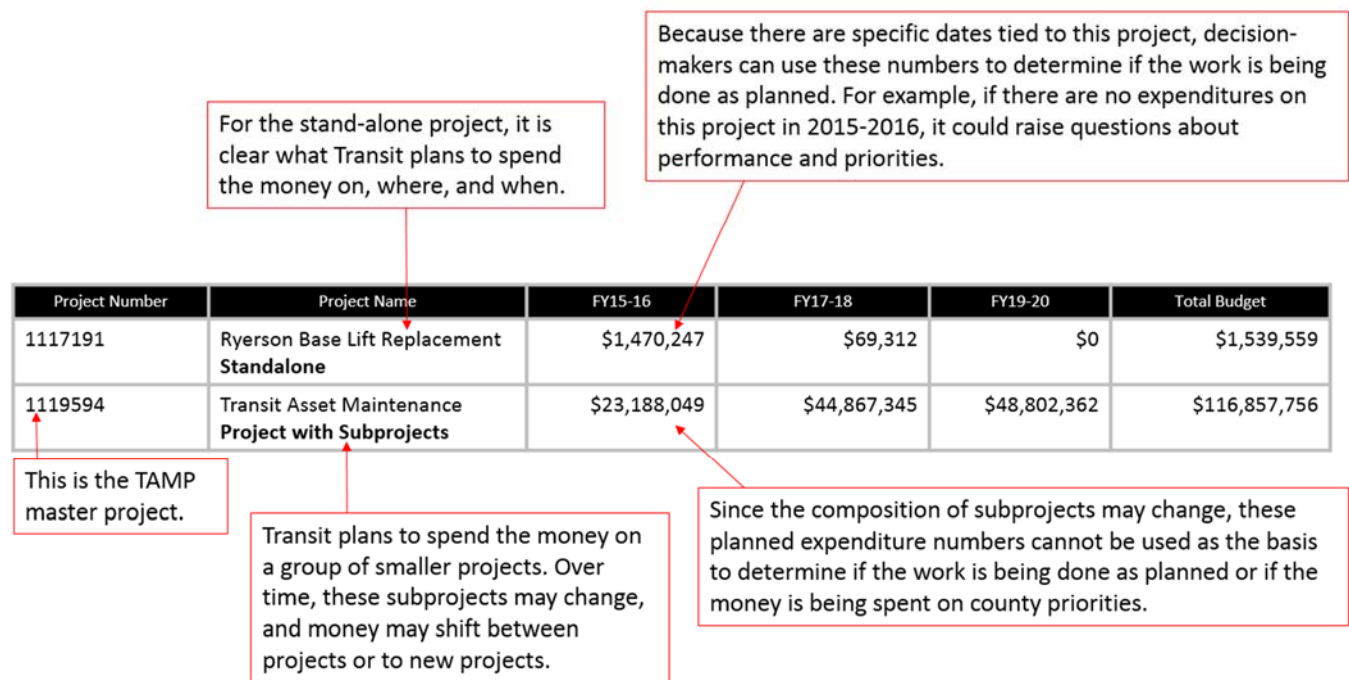 Because there are specific dates tied to this project, decision-
makers can use these numbers to determine if the work is being
done as planned. For example, if there are no expenditures on
this project in 2015-2016, it could raise questions about
performance and priorities.
For the stand-alone project, it is
clear what Transit plans to spend
the money on, where, and when.
Project Number Project Name FY15-16 FY17-18 FY19-20 Total Budget
1117191 Ryerson Base Lift Replacement $1,470,247 $69,312 $0 $1,539,559
Standalone
1119594 Transit Asset Maintenance $23,188,049 $44,867,345 $48,802,362 $116,857,756
Project with Subprojects
This is the TAMP
master project.
Transit plans to spend the money on
a group of smaller projects. Over
time, these subprojects may change,
and money may shift between
projects or to new projects.
Since the composition of subprojects may change, these
planned expenditure numbers cannot be used as the basis
to determine if the work is being done as planned or if the
money is being spent on county priorities.